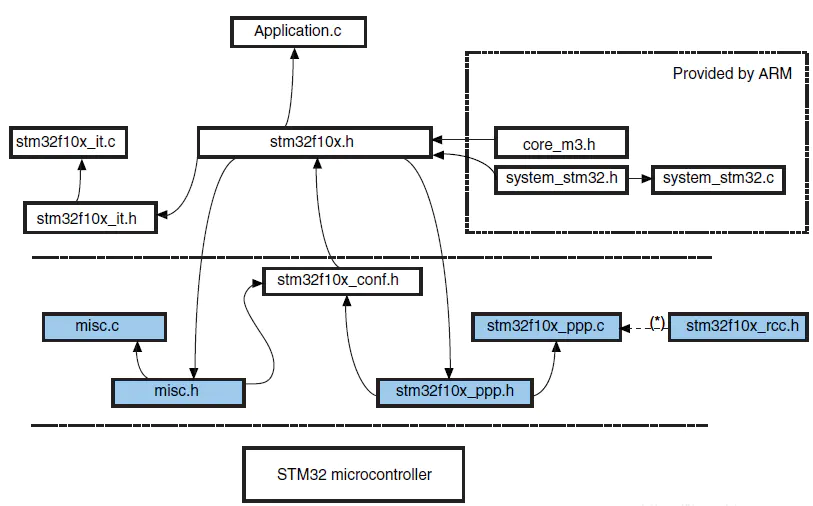 Application.c
Provided by ARM
stm32f10x_it.c
stm32f10x.h
core_m3.h
system_stm32.h
system_stm32.c
stm32f10x_it.h
stm32f10x_conf.h
misc.c
stm32f10x_ppp.c
(*)
stm32f10x_rcc.h
misc.h
stm32f10x_ppp.h
STM32 microcontroller